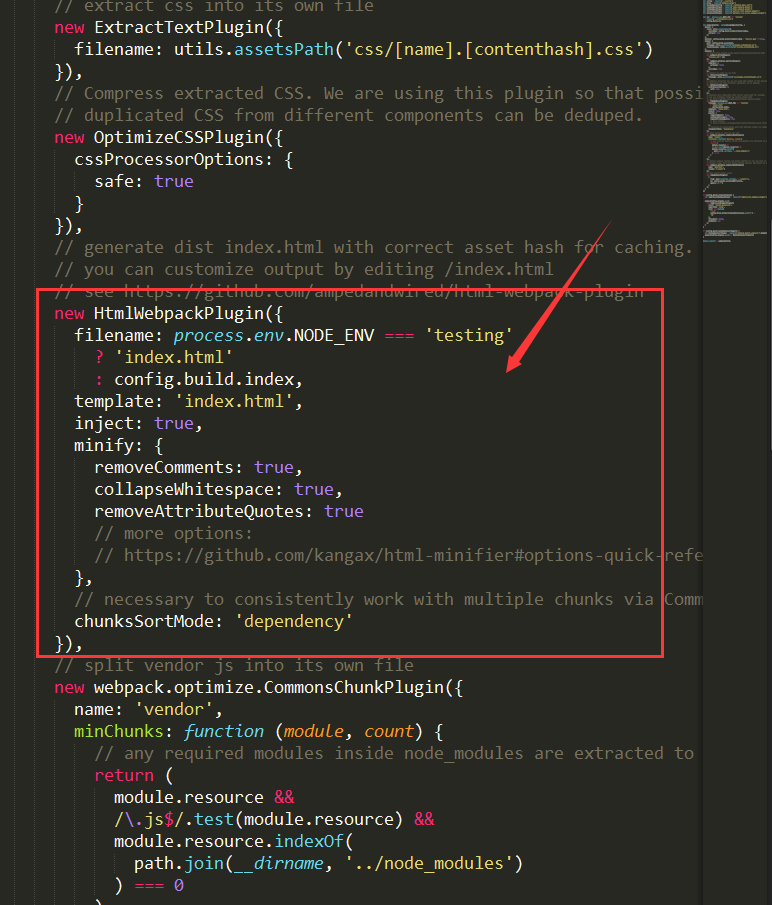 // extract css into its own file
new ExtractTextPlugin({
  filename: utils.assetsPath('css/[name].[contenthash].css')
}),
// Compress extracted CSS. We are using this plugin so that possi
// duplicated CSS from different components can be deduped.
new OptimizeCSSPlugin({
  cssProcessorOptions: {
    safe: true
  }
}),
// generate dist index.html with correct asset hash for caching.
// you can customize output by editing /index.html
// see https://github.com/ampedandwired/html-webpack-plugin
new HtmlWebpackPlugin({
  filename: process.env.NODE_ENV === 'testing'
    ? 'index.html'
    : config.build.index,
  template: 'index.html',
  inject: true,
  minify: {
    removeComments: true,
    collapseWhitespace: true,
    removeAttributeQuotes: true
    // more options:
    // https://github.com/kangax/html-minifier#options-quick-refe
  },
  // necessary to consistently work with multiple chunks via Comm
  chunksSortMode: 'dependency'
}),
// split vendor js into its own file
new webpack.optimize.CommonsChunkPlugin({
  name: 'vendor',
  minChunks: function (module, count) {
    // any required modules inside node_modules are extracted to
    return (
      module.resource &&
      /\.js$/.test(module.resource) &&
      module.resource.indexOf(
        path.join(__dirname, '../node_modules')
      ) === 0